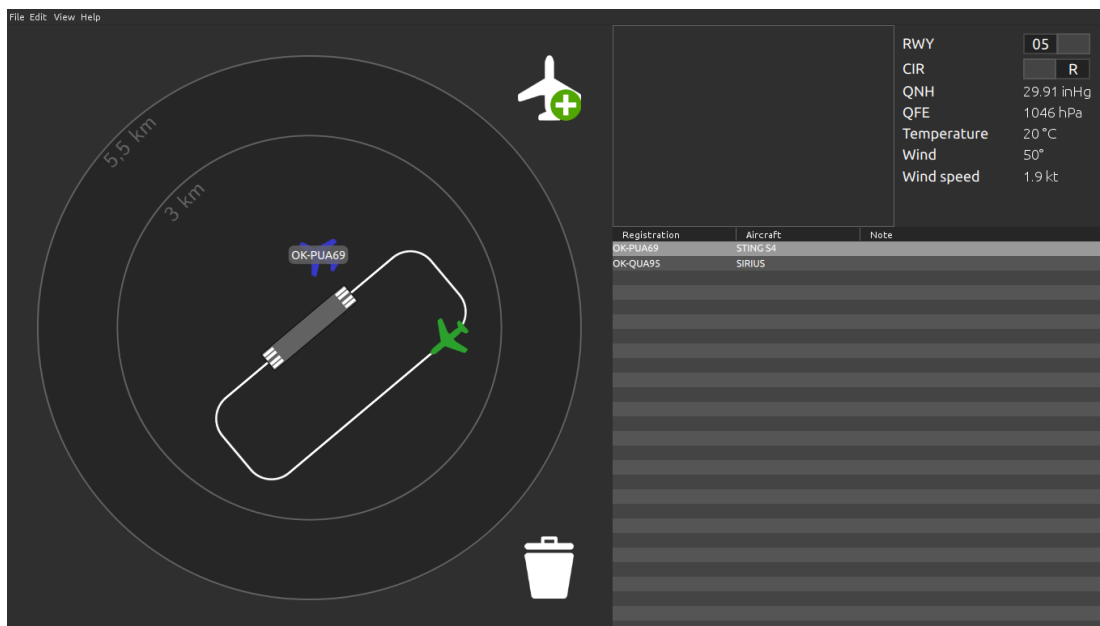 File Edit View Help
5,5 km
3 km
OK-PUA69
RWY 05
CIR R
QNH 29.91 inHg
QFE 1046 hPa
Temperature 20 °C
Wind 50°
Wind speed 1.9 kt
Registration Aircraft Note
OK-PUA69 STING S4
OK-QUA95 SIRIUS